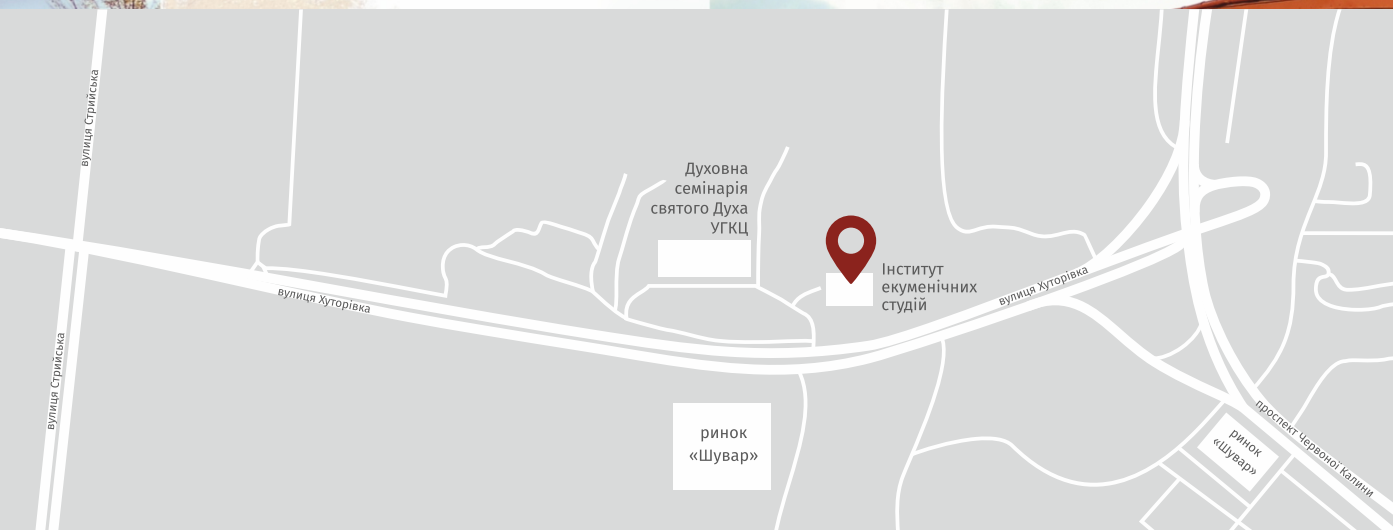 вулиця Стрийська
Духовна
семінарія
святого Духа
УГКЦ
Інститут
екуменічних
студій
вулиця Хуторівка
вулиця Хуторівка
вулиця Стрийська
ринок
«Шувар»
проспект Червоної Калини
ринок
«Шувар»